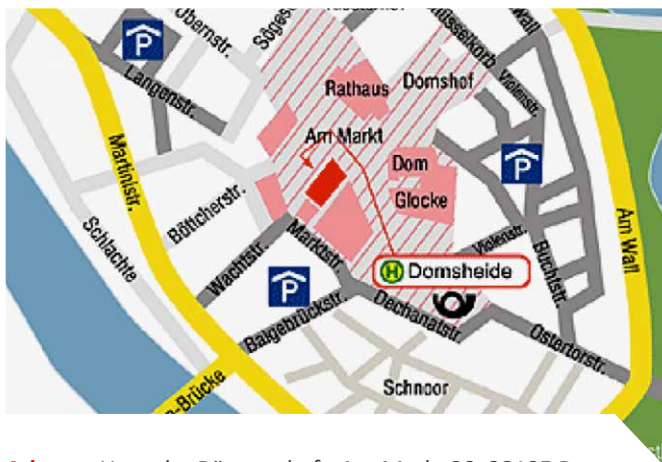 Obernstr.
Langenstr.
P
Martinistr.
Rathaus
Domshof
Violenstr.
Wall
Am Markt
Dom
Glocke
P
Böttcherstr.
Schlachte
Wachtstr.
Marktstr.
Violenstr.
Buchtstr.
Am Wall
H Domsheide
P
Balgebrückstr.
Dechanatstr.
Ostertorstr.
Schnoor
-Brücke